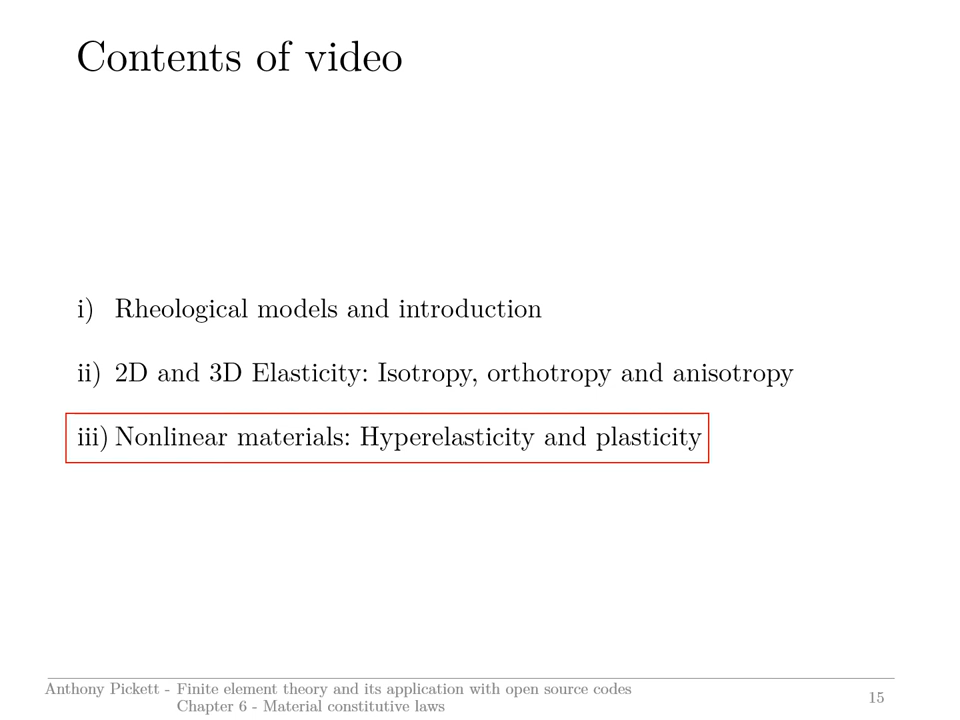 Contents of video
i) Rheological models and introduction
ii) 2D and 3D Elasticity: Isotropy, orthotropy and anisotropy
iii) Nonlinear materials: Hyperelasticity and plasticity
Anthony Pickett - Finite element theory and its application with open source codes
Chapter 6 - Material constitutive laws
15